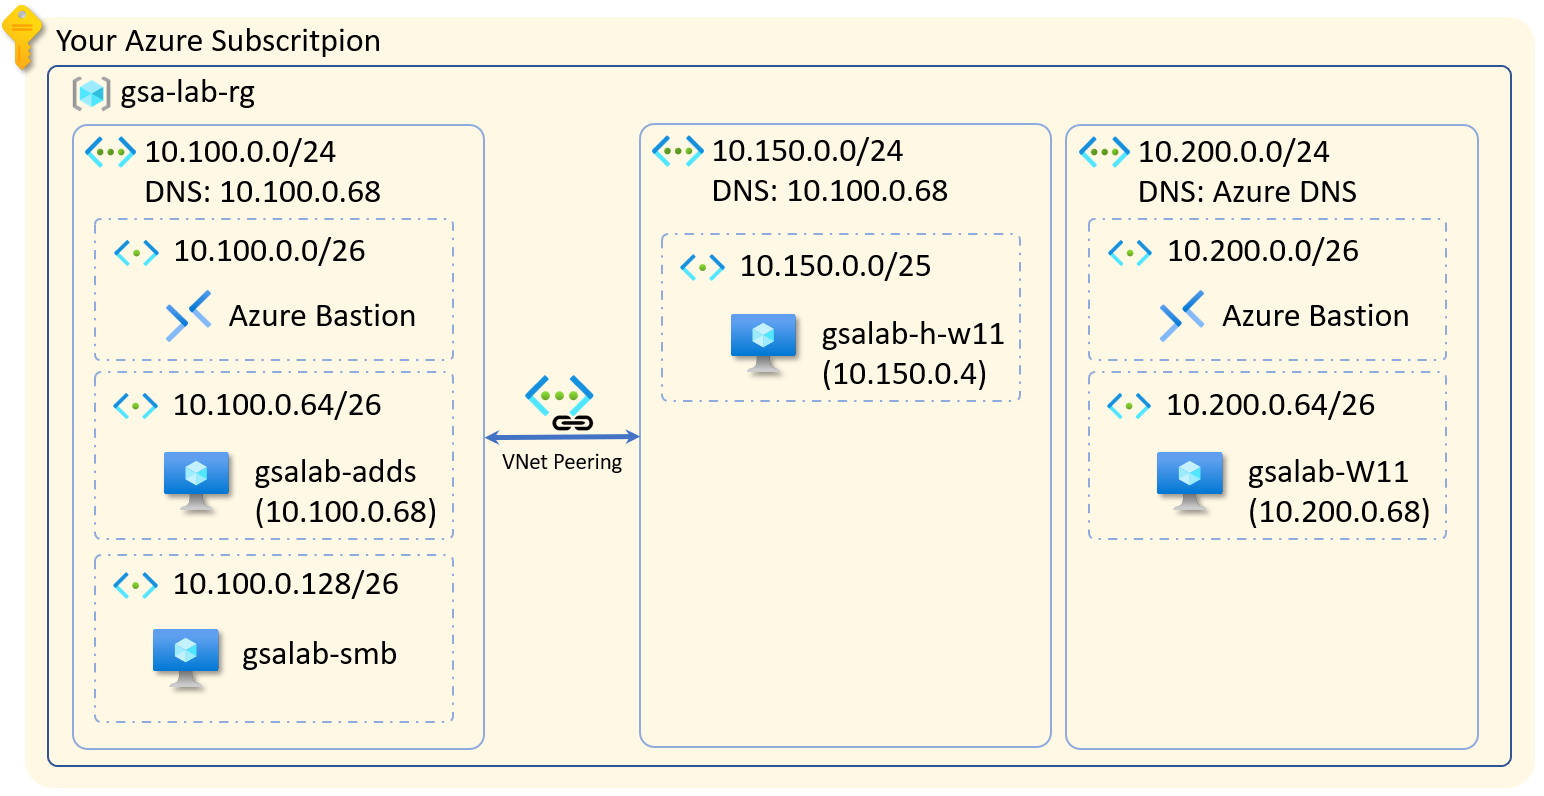 Your Azure Subscritpion
gsa-lab-rg
10.100.0.0/24
DNS: 10.100.0.68
10.100.0.0/26
Azure Bastion
10.100.0.64/26
gsalab-adds
(10.100.0.68)
10.100.0.128/26
gsalab-smb
VNet Peering
10.150.0.0/24
DNS: 10.100.0.68
10.150.0.0/25
gsalab-h-w11
(10.150.0.4)
10.200.0.0/24
DNS: Azure DNS
10.200.0.0/26
Azure Bastion
10.200.0.64/26
gsalab-W11
(10.200.0.68)